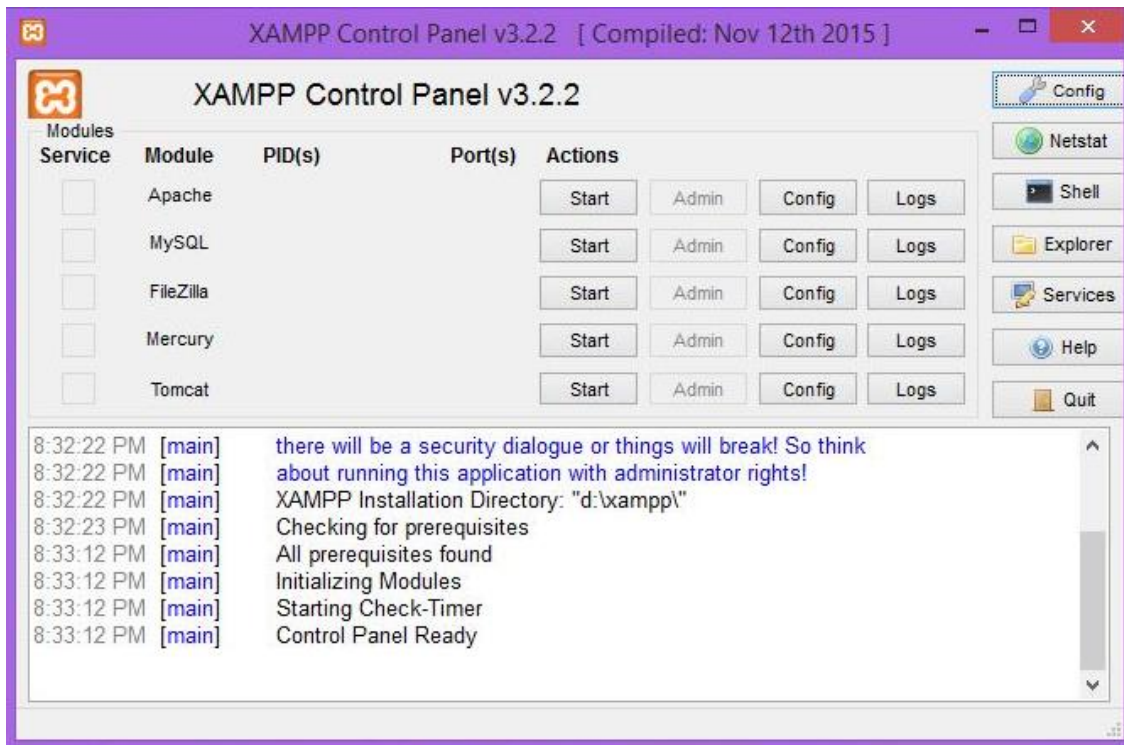 XAMPP Control Panel v3.2.2 [ Compiled: Nov 12th 2015 ]
XAMPP Control Panel v3.2.2
Config
Modules
Service Module PID(s) Port(s) Actions
Netstat
Apache Start Admin Config Logs
Shell
MySQL Start Admin Config Logs
Explorer
FileZilla Start Admin Config Logs
Services
Mercury Start Admin Config Logs
Help
Tomcat Start Admin Config Logs
Quit
8:32:22 PM [main] there will be a security dialogue or things will break! So think
8:32:22 PM [main] about running this application with administrator rights!
8:32:22 PM [main] XAMPP Installation Directory: "d:\xampp\"
8:32:23 PM [main] Checking for prerequisites
8:33:12 PM [main] All prerequisites found
8:33:12 PM [main] Initializing Modules
8:33:12 PM [main] Starting Check-Timer
8:33:12 PM [main] Control Panel Ready